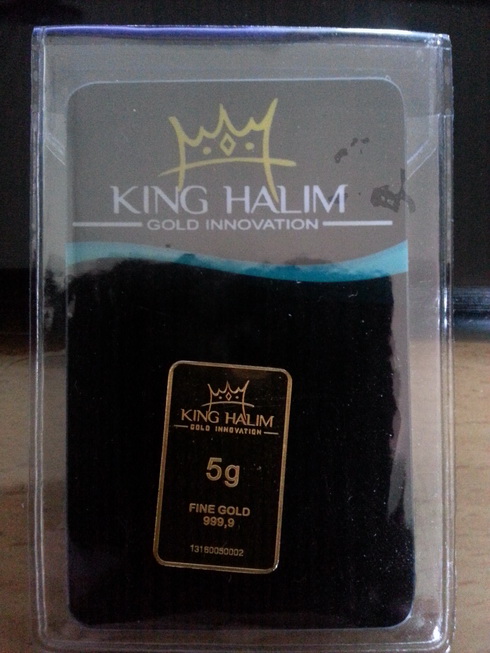 KING HALIM
GOLD INNOVATION
KING HALIM
GOLD INNOVATION
5g
FINE GOLD
999,9
13160050002